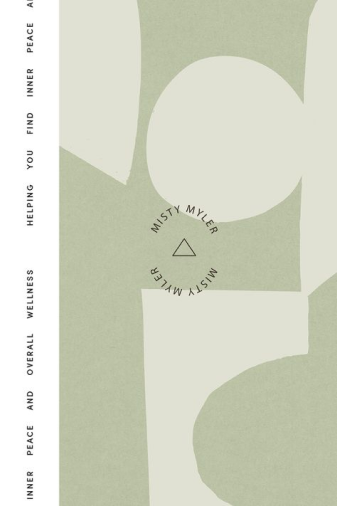 INNER PEACE AND OVERALL WELLNESS
HELPING YOU FIND INNER PEACE
MISTY MYLER
MISTY MYLER